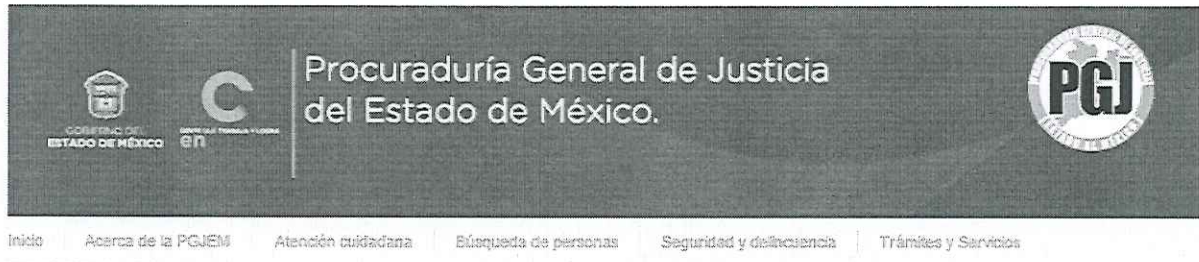 Procuraduría General de Justicia
del Estado de México.
PGJ
GOBIERNO DEL
ESTADO DE MÉXICO
en
Inicio
Acerca de la PGJEM
Atención ciudadana
Búsqueda de personas
Seguridad y delincuencia
Trámites y Servicios